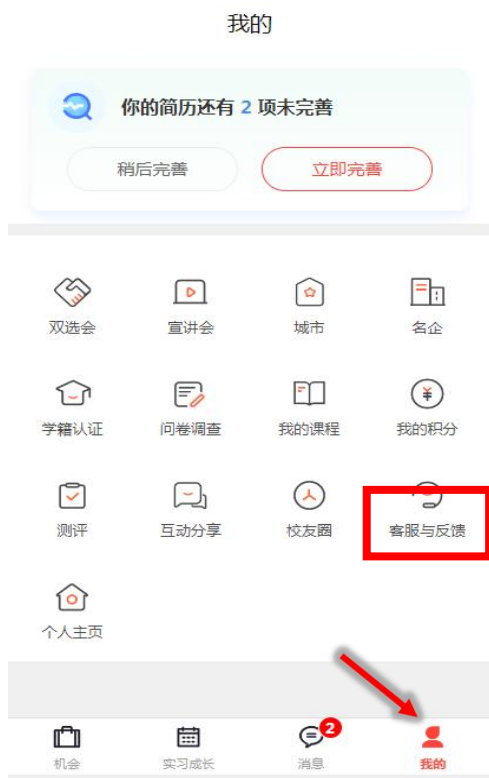 我的
你的简历还有 2 项未完善
稍后完善
立即完善
双选会
宣讲会
城市
名企
学籍认证
问卷调查
我的课程
我的积分
测评
互动分享
校友圈
客服与反馈
个人主页
2
机会
实习成长
消息
我的